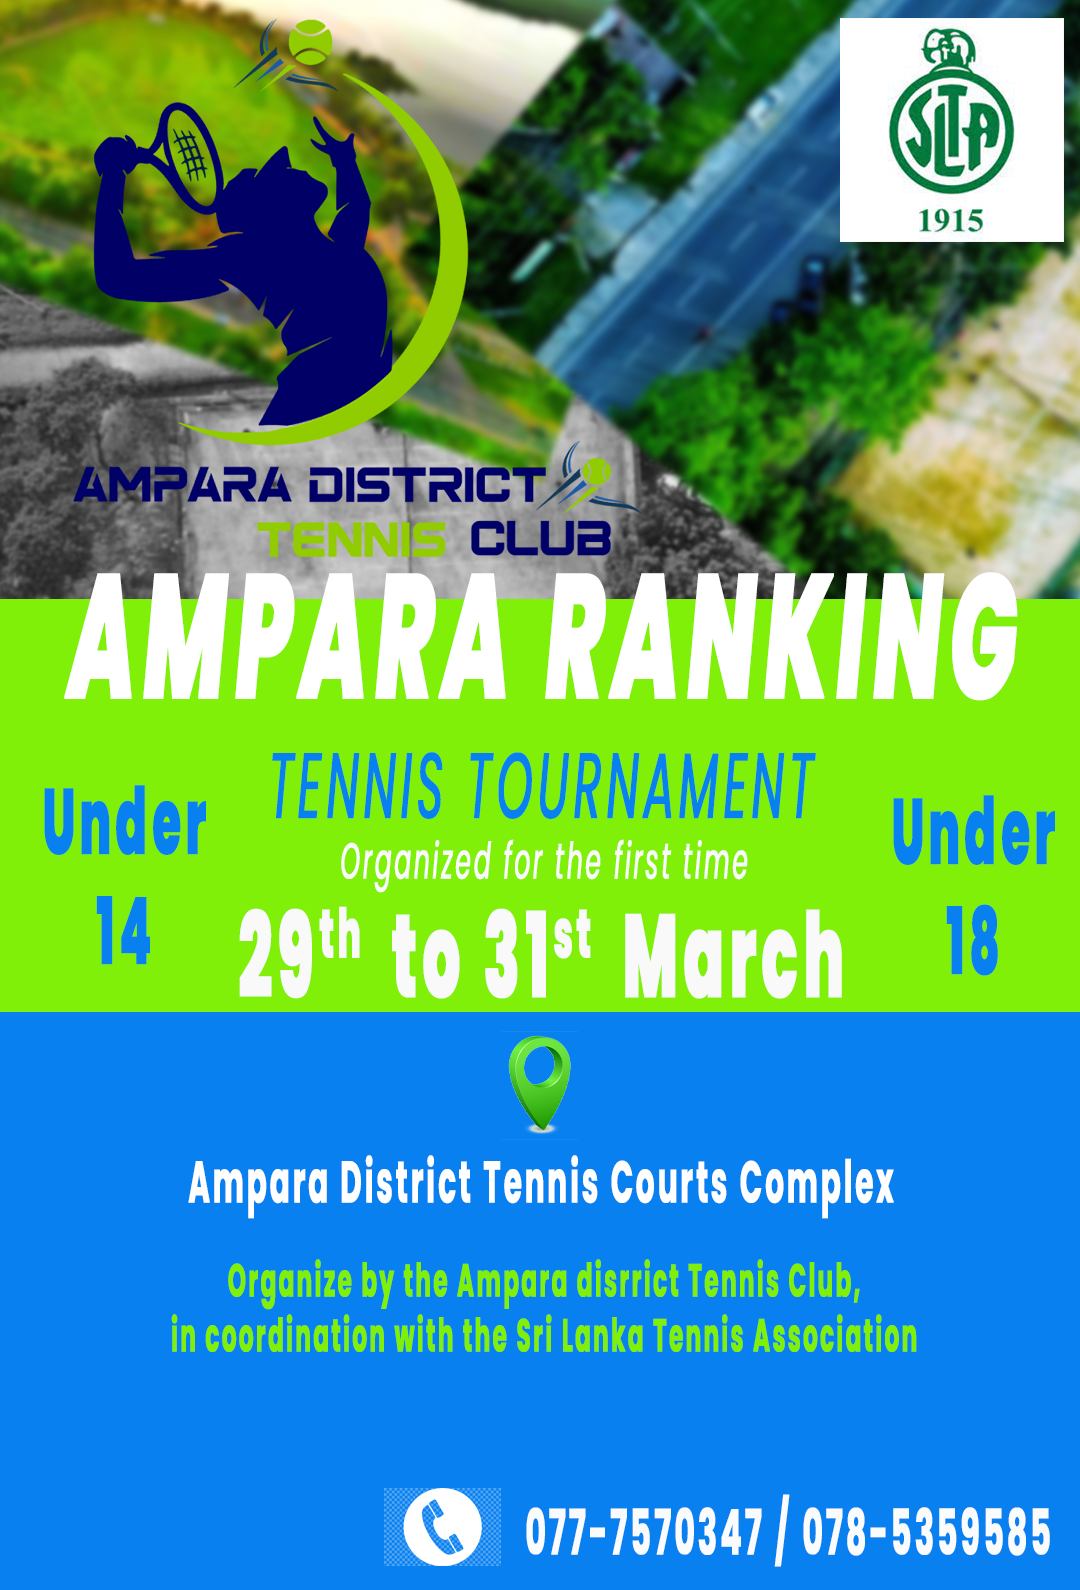 SLTA
1915
AMPARA DISTRICT
TENNIS CLUB
AMPARA RANKING
TENNIS TOURNAMENT
Organized for the first time
Under
14
Under
18
29th to 31st March
Ampara District Tennis Courts Complex
Organize by the Ampara disrrict Tennis Club,
in coordination with the Sri Lanka Tennis Association
077-7570347 / 078-5359585